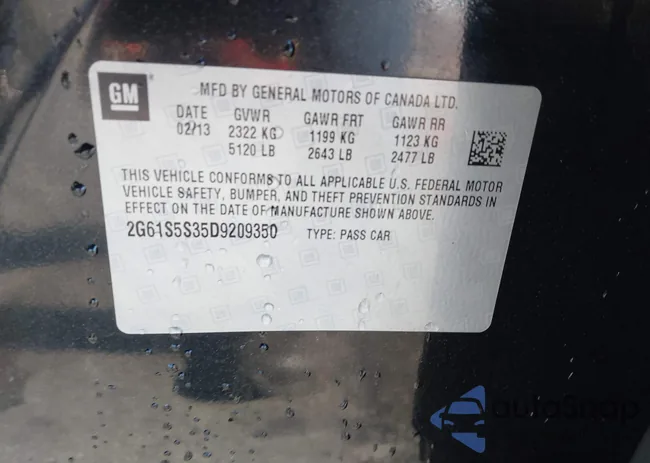 GM
MFD BY GENERAL MOTORS OF CANADA LTD.
DATE GVWR GAWR FRT GAWR RR
02/13 2322 KG 1199 KG 1123 KG
5120 LB 2643 LB 2477 LB
THIS VEHICLE CONFORMS TO ALL APPLICABLE U.S. FEDERAL MOTOR
VEHICLE SAFETY, BUMPER, AND THEFT PREVENTION STANDARDS IN
EFFECT ON THE DATE OF MANUFACTURE SHOWN ABOVE.
2G61S5S35D9209350 TYPE: PASS CAR
autoSnap